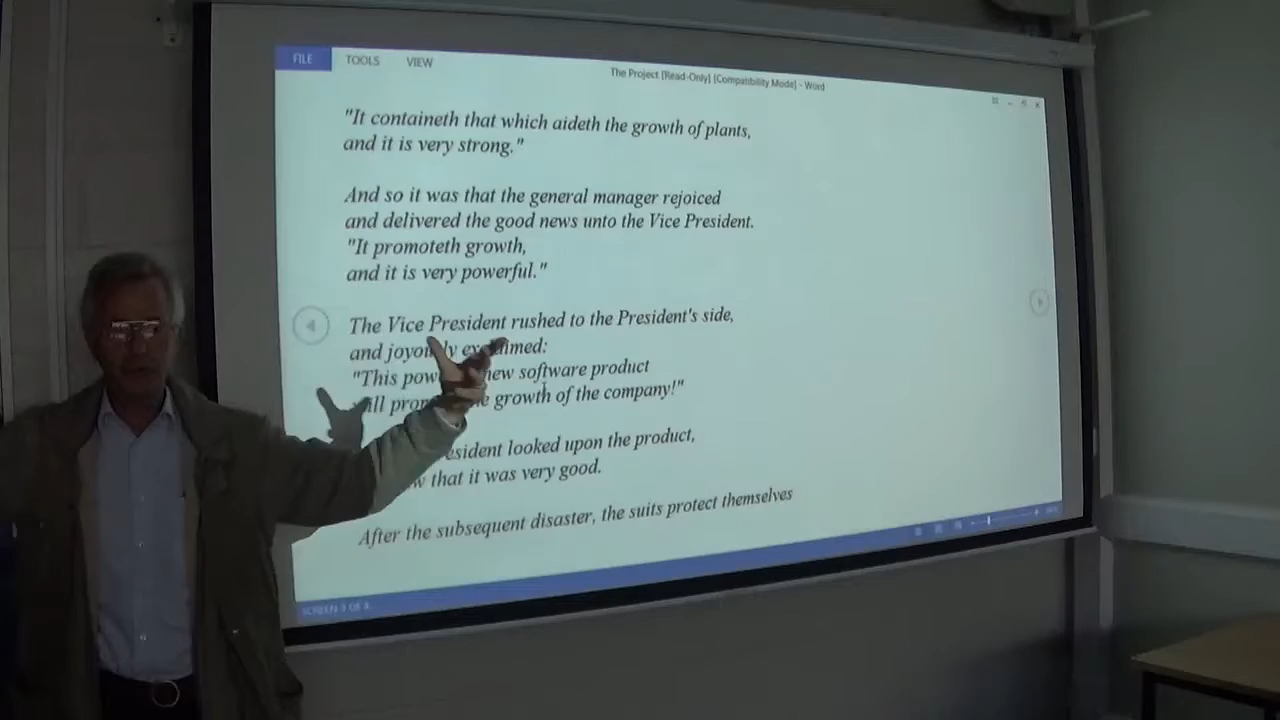 FILE TOOLS VIEW
The Project [Read-Only] [Compatibility Mode] - Word
"It containeth that which aideth the growth of plants,
and it is very strong."
And so it was that the general manager rejoiced
and delivered the good news unto the Vice President.
"It promoteth growth,
and it is very powerful."
The Vice President rushed to the President's side,
and joyously exclaimed:
"This new software product
growth of the company!"
looked upon the product,
that it was very good.
After the subsequent disaster, the suits protect themselves
SCREEN OF